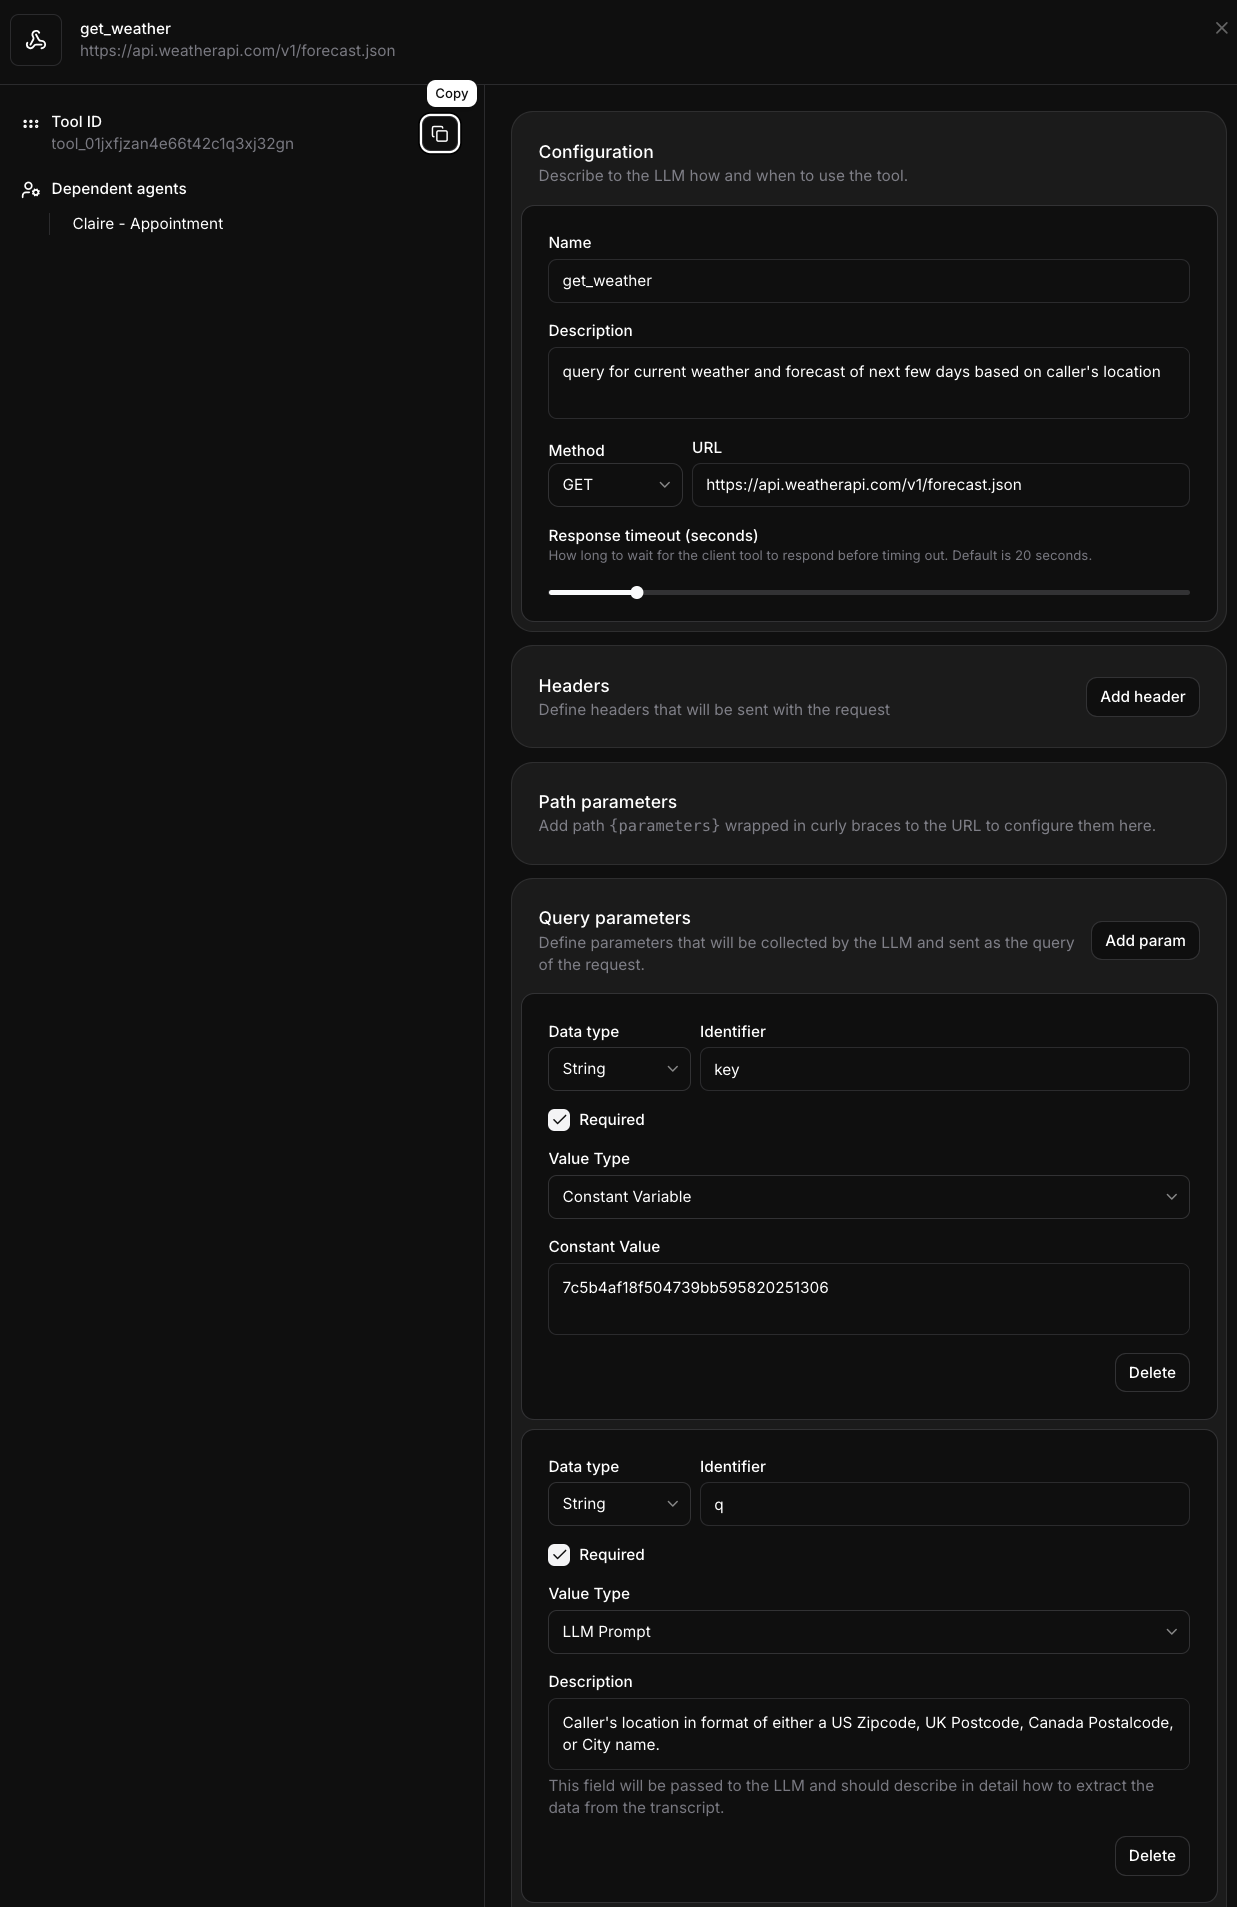 get_weather
https://api.weatherapi.com/v1/forecast.json
Copy
Tool ID
tool_01jxfjzan4e66t42c1q3xj32gn
Dependent agents
Claire - Appointment
Configuration
Describe to the LLM how and when to use the tool.
Name
get_weather
Description
query for current weather and forecast of next few days based on caller's location
Method
URL
GET
https://api.weatherapi.com/v1/forecast.json
Response timeout (seconds)
How long to wait for the client tool to respond before timing out. Default is 20 seconds.
Headers
Define headers that will be sent with the request
Add header
Path parameters
Add path {parameters} wrapped in curly braces to the URL to configure them here.
Query parameters
Define parameters that will be collected by the LLM and sent as the query
of the request.
Add param
Data type
Identifier
String
key
Required
Value Type
Constant Variable
Constant Value
7c5b4af18f504739bb595820251306
Delete
Data type
Identifier
String
q
Required
Value Type
LLM Prompt
Description
Caller's location in format of either a US Zipcode, UK Postcode, Canada Postalcode,
or City name.
This field will be passed to the LLM and should describe in detail how to extract the
data from the transcript.
Delete